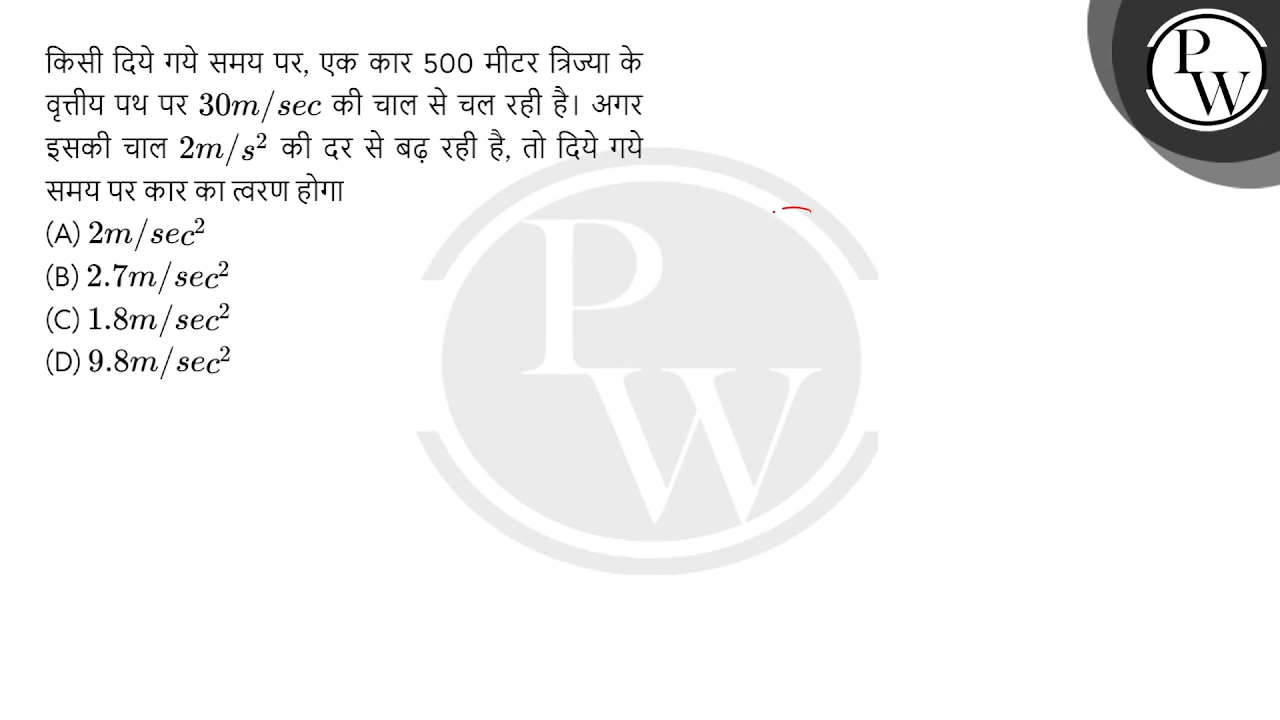 किसी दिये गये समय पर, एक कार 500 मीटर त्रिज्या के
वृत्तीय पथ पर 30m/sec की चाल से चल रही है। अगर
इसकी चाल 2m/s² की दर से बढ़ रही है, तो दिये गये
समय पर कार का त्वरण होगा
(A) 2m/sec²
(B) 2.7m/sec²
(C) 1.8m/sec²
(D) 9.8m/sec²
P
W
P
W